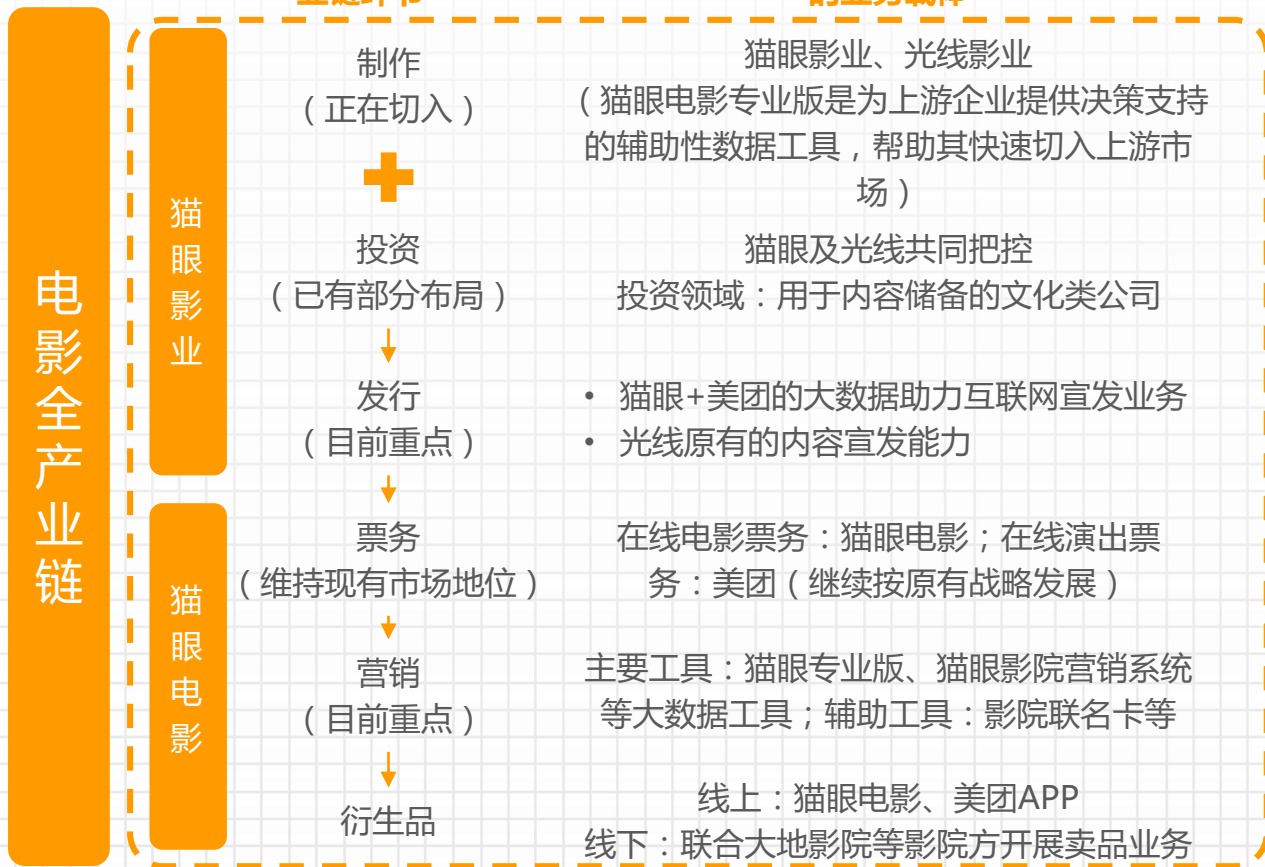 电影全产业链
猫眼影业
制作
（正在切入）
猫眼影业、光线影业
（猫眼电影专业版是为上游企业提供决策支持
的辅助性数据工具，帮助其快速切入上游市
场）
投资
（已有部分布局）
猫眼及光线共同把控
投资领域：用于内容储备的文化类公司
发行
（目前重点）
• 猫眼+美团的大数据助力互联网宣发业务
• 光线原有的内容宣发能力
猫眼电影
票务
（维持现有市场地位）
在线电影票务：猫眼电影；在线演出票
务：美团（继续按原有战略发展）
营销
（目前重点）
主要工具：猫眼专业版、猫眼影院营销系统
等大数据工具；辅助工具：影院联名卡等
衍生品
线上：猫眼电影、美团APP
线下：联合大地影院等影院方开展卖品业务